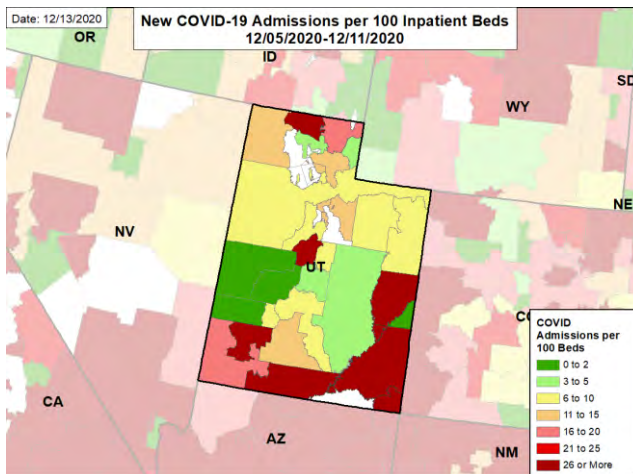 Date: 12/13/2020
New COVID-19 Admissions per 100 Inpatient Beds
12/05/2020-12/11/2020
OR
ID
SD
WY
NE
NV
UT
CO
CA
AZ
NM
COVID
Admissions per
100 Beds
0 to 2
3 to 5
6 to 10
11 to 15
16 to 20
21 to 25
26 or More